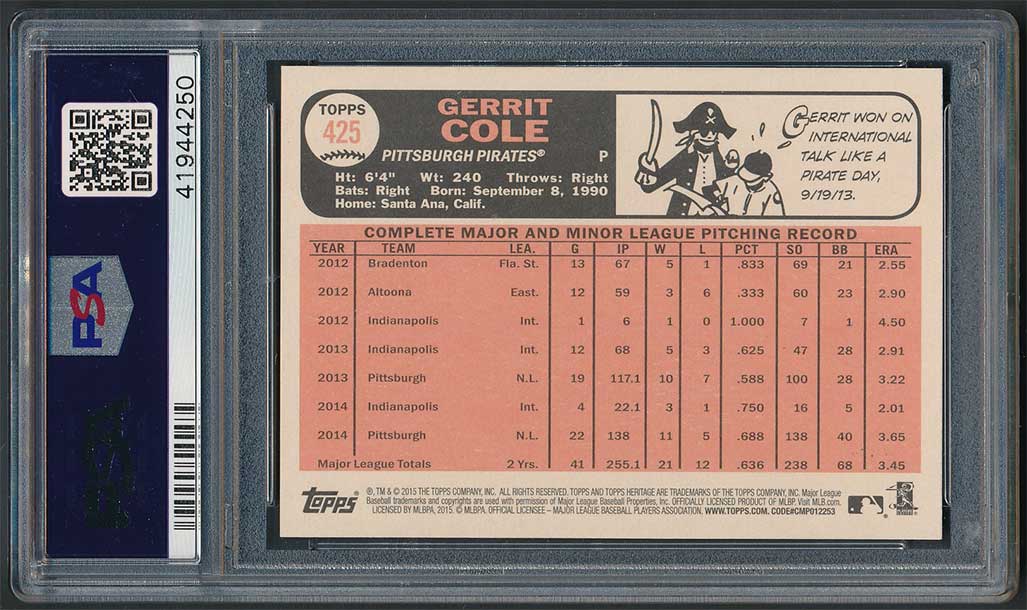 41944250
PSA
PSA
TOPPS
425
GERRIT
COLE
PITTSBURGH PIRATES® P
Ht: 6'4" Wt: 240 Throws: Right
Bats: Right Born: September 8, 1990
Home: Santa Ana, Calif.
GERRIT WON ON
INTERNATIONAL
TALK LIKE A
PIRATE DAY,
9/19/13.
COMPLETE MAJOR AND MINOR LEAGUE PITCHING RECORD
YEAR TEAM LEA. G IP W L PCT SO BB ERA
2012 Bradenton Fla. St. 13 67 5 1 .833 69 21 2.55
2012 Altoona East. 12 59 3 6 .333 60 23 2.90
2012 Indianapolis Int. 1 6 1 0 1.000 7 1 4.50
2013 Indianapolis Int. 12 68 5 3 .625 47 28 2.91
2013 Pittsburgh N.L. 19 117.1 10 7 .588 100 28 3.22
2014 Indianapolis Int. 4 22.1 3 1 .750 16 5 2.01
2014 Pittsburgh N.L. 22 138 11 5 .688 138 40 3.65
Major League Totals 2 Yrs. 41 255.1 21 12 .636 238 68 3.45
Topps ®, TM & © 2015 THE TOPPS COMPANY, INC. ALL RIGHTS RESERVED. TOPPS AND TOPPS HERITAGE ARE TRADEMARKS OF THE TOPPS COMPANY, INC. Major League
Baseball trademarks and copyrights are used with permission of Major League Baseball Properties, Inc. OFFICIALLY LICENSED PRODUCT OF MLBP. Visit MLB.com.
LICENSED BY MLBPA, 2015. © MLBPA. OFFICIAL LICENSEE – MAJOR LEAGUE BASEBALL PLAYERS ASSOCIATION. WWW.TOPPS.COM. CODE#CMP012253